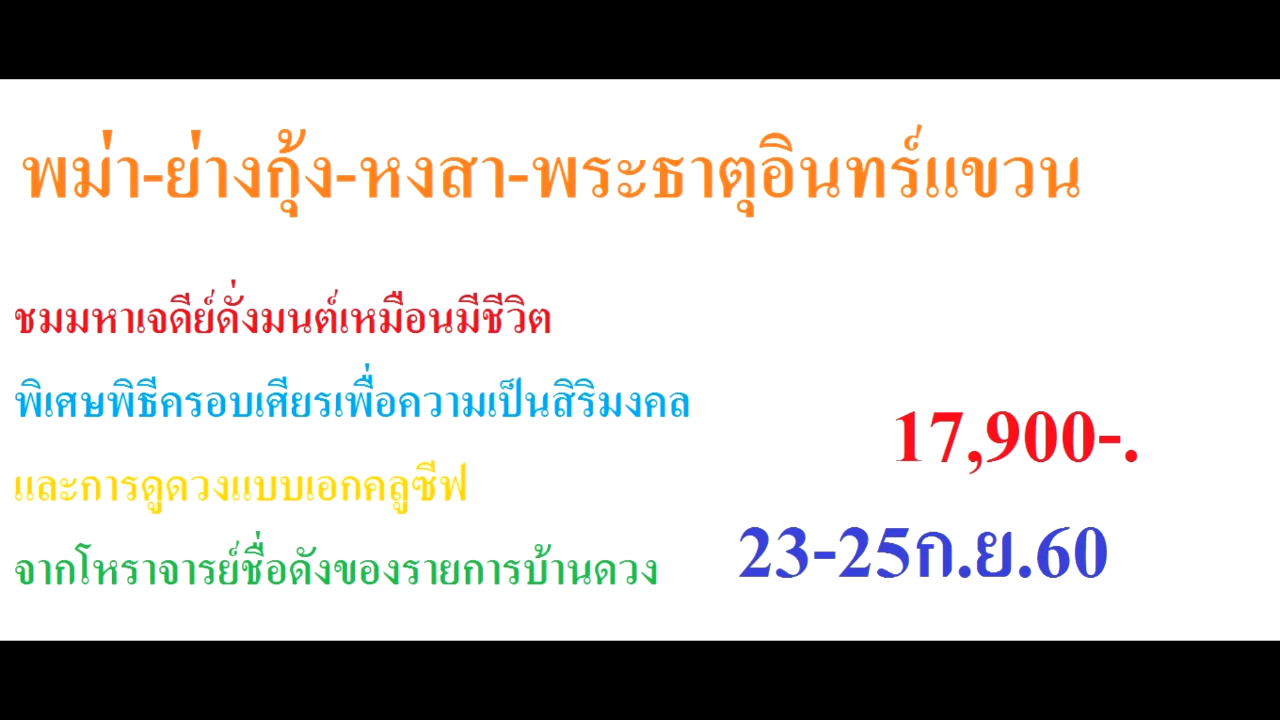 พม่า-ย่างกุ้ง-หงสา-พระธาตุอินทร์แขวน
ชมมหาเจดีย์ดั่งมนต์เหมือนมีชีวิต
พิเศษพิธีครอบเศียรเพื่อความเป็นสิริมงคล
และการดูดวงแบบเอกคลูซีฟ
จากโหราจารย์ชื่อดังของรายการบ้านดวง
17,900-.
23-25ก.ย.60